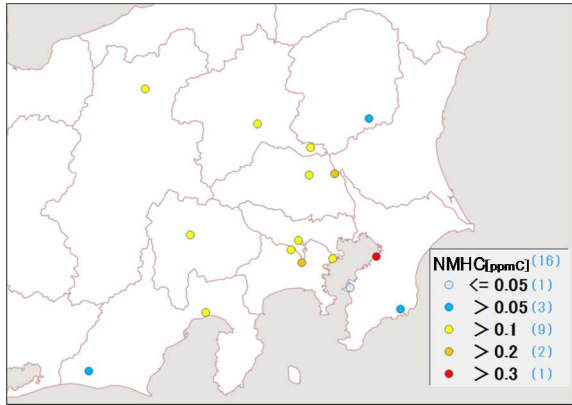 NMHC[ppmC] (16)
<= 0.05 (1)
> 0.05 (3)
> 0.1 (9)
> 0.2 (2)
> 0.3 (1)